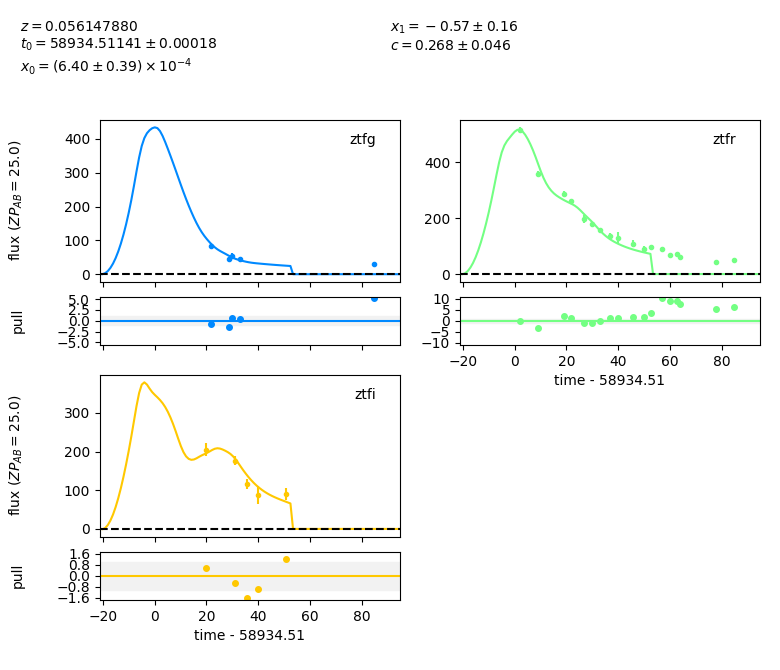 z = 0.056147880
t₀ = 58934.51141 ± 0.00018
x₀ = (6.40 ± 0.39) × 10⁻⁴
x₁ = −0.57 ± 0.16
c = 0.268 ± 0.046
ztfg
400
300
200
100
0
flux (ZP_AB = 25.0)
5.0
2.5
0.0
−2.5
−5.0
pull
ztfr
400
200
0
10
5
0
−5
−10
−20 0 20 40 60 80
time - 58934.51
ztfi
300
200
100
0
flux (ZP_AB = 25.0)
1.6
0.8
0.0
−0.8
−1.6
pull
−20 0 20 40 60 80
time - 58934.51